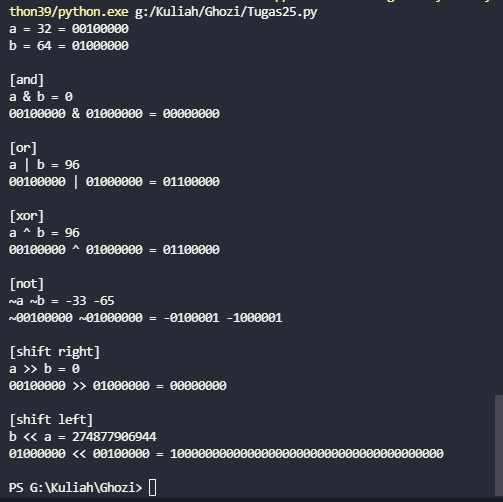 thon39/python.exe g:/Kuliah/Ghozi/Tugas25.py
a = 32 = 00100000
b = 64 = 01000000
[and]
a & b = 0
00100000 & 01000000 = 00000000
[or]
a | b = 96
00100000 | 01000000 = 01100000
[xor]
a ^ b = 96
00100000 ^ 01000000 = 01100000
[not]
~a ~b = -33 -65
~00100000 ~01000000 = -0100001 -1000001
[shift right]
a >> b = 0
00100000 >> 01000000 = 00000000
[shift left]
b << a = 274877906944
01000000 << 00100000 = 100000000000000000000000000000000000000
PS G:\Kuliah\Ghozi>